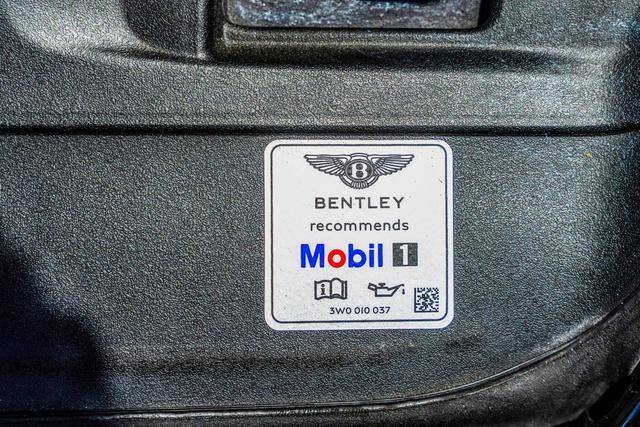 B
BENTLEY
recommends
Mobil 1
i
3W0 010 037